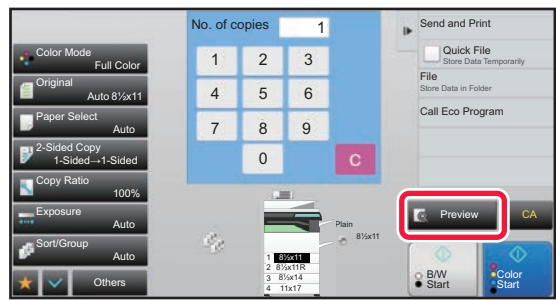 Color Mode
Full Color
Original
Auto 8½x11
Paper Select
Auto
2-Sided Copy
1-Sided→1-Sided
Copy Ratio
100%
Exposure
Auto
Sort/Group
Auto
Others
No. of copies 1
1 2 3
4 5 6
7 8 9
0 C
Plain
8½x11
1 8½x11
2 8½x11R
3 8½x14
4 11x17
Send and Print
Quick File
Store Data Temporarily
File
Store Data in Folder
Call Eco Program
Preview
CA
B/W
Start
Color
Start